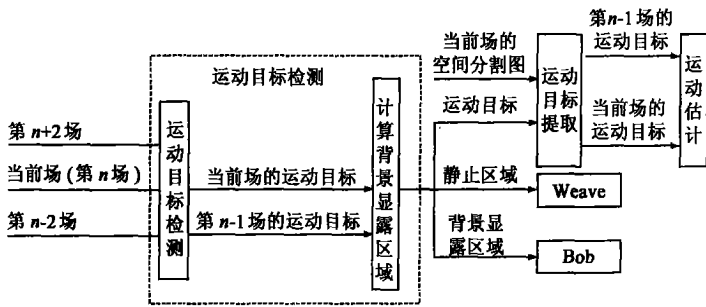 运动目标检测
第n+2场
当前场(第n场)
第n-2场
运动目标检测
当前场的运动目标
第n-1场的运动目标
计算背景显露区域
当前场的
空间分割图
运动目标
静止区域
背景显
露区域
运动
目标
提取
第n-1场的
运动目标
当前场的
运动目标
运动估计
Weave
Bob